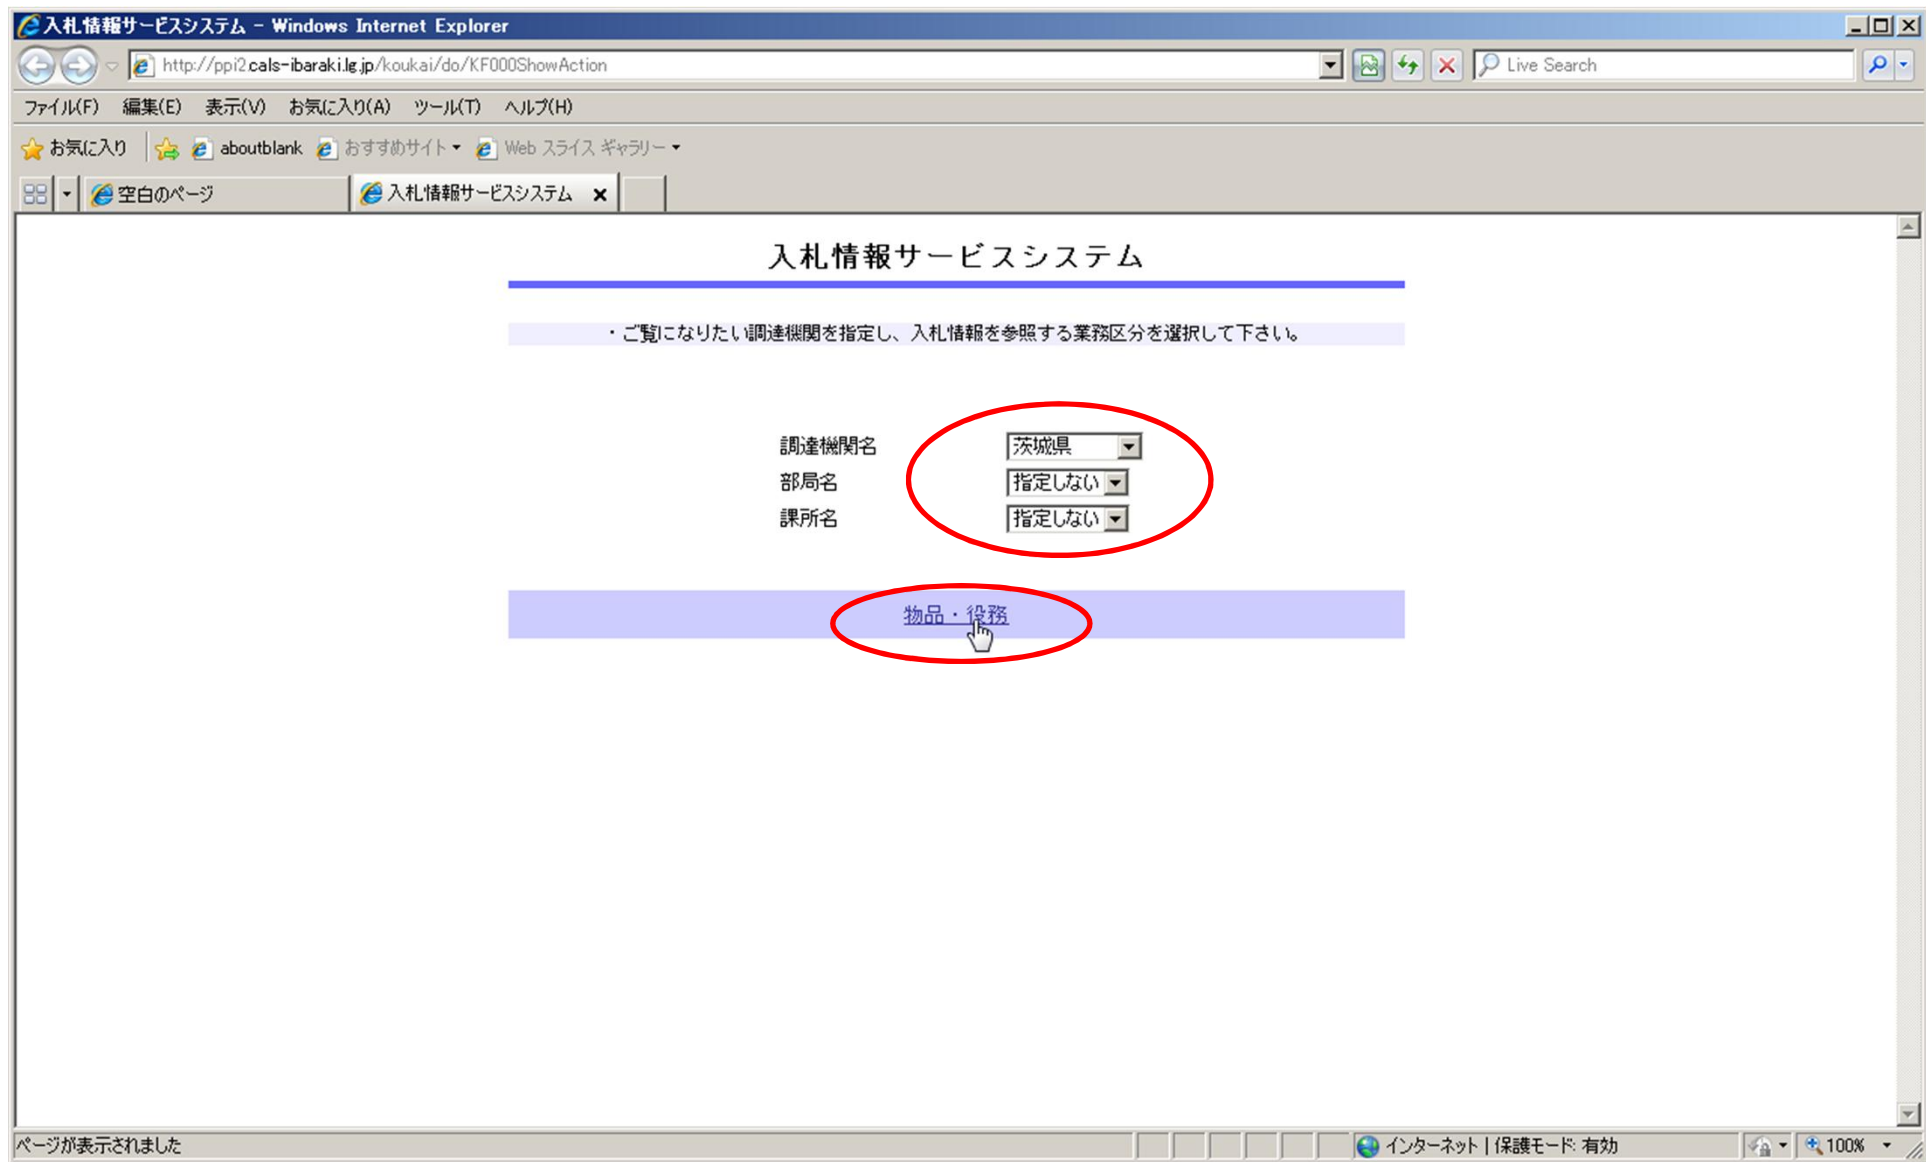 入札情報サービスシステム - Windows Internet Explorer
http://ppi2.cals-ibaraki.lg.jp/koukai/do/KF000ShowAction
Live Search
ファイル(F) 編集(E) 表示(V) お気に入り(A) ツール(T) ヘルプ(H)
お気に入り aboutblank おすすめサイト Web スライス ギャラリー
空白のページ 入札情報サービスシステム
入札情報サービスシステム
・ご覧になりたい調達機関を指定し、入札情報を参照する業務区分を選択して下さい。
調達機関名 茨城県
部局名 指定しない
課所名 指定しない
物品・役務
ページが表示されました インターネット | 保護モード: 有効 100%